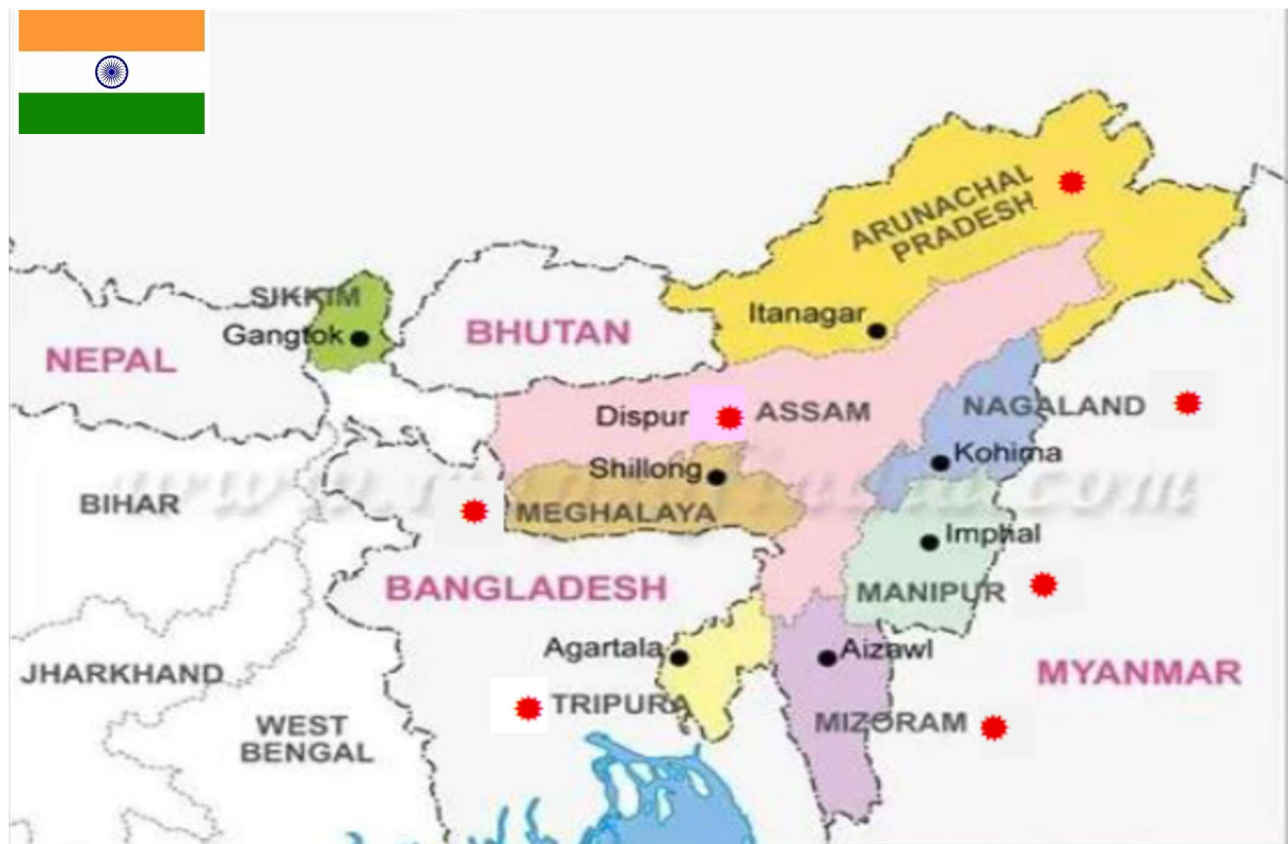 ARUNACHAL
PRADESH
SIKKIM
Itanagar
Gangtok
BHUTAN
NEPAL
Dispur
ASSAM
NAGALAND
Kohima
Shillong
BIHAR
MEGHALAYA
Imphal
BANGLADESH
MANIPUR
Agartala
Aizawl
JHARKHAND
MYANMAR
TRIPURA
MIZORAM
WEST
BENGAL